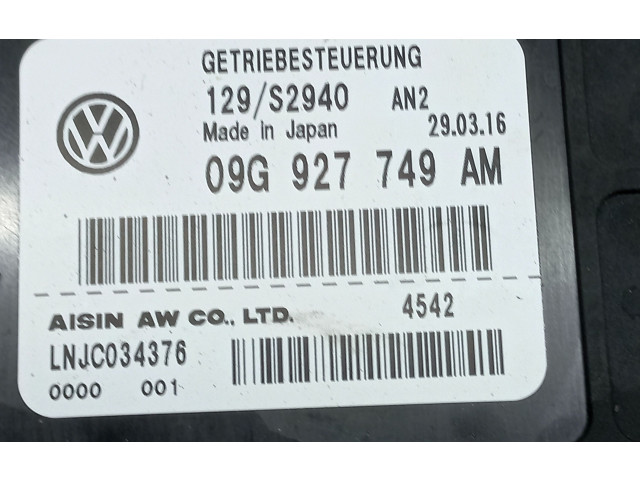 GETRIEBESTEUERUNG
129/S2940 AN2
Made in Japan 29.03.16
09G 927 749 AM
AISIN AW CO., LTD. 4542
LNJC034376
0000 001